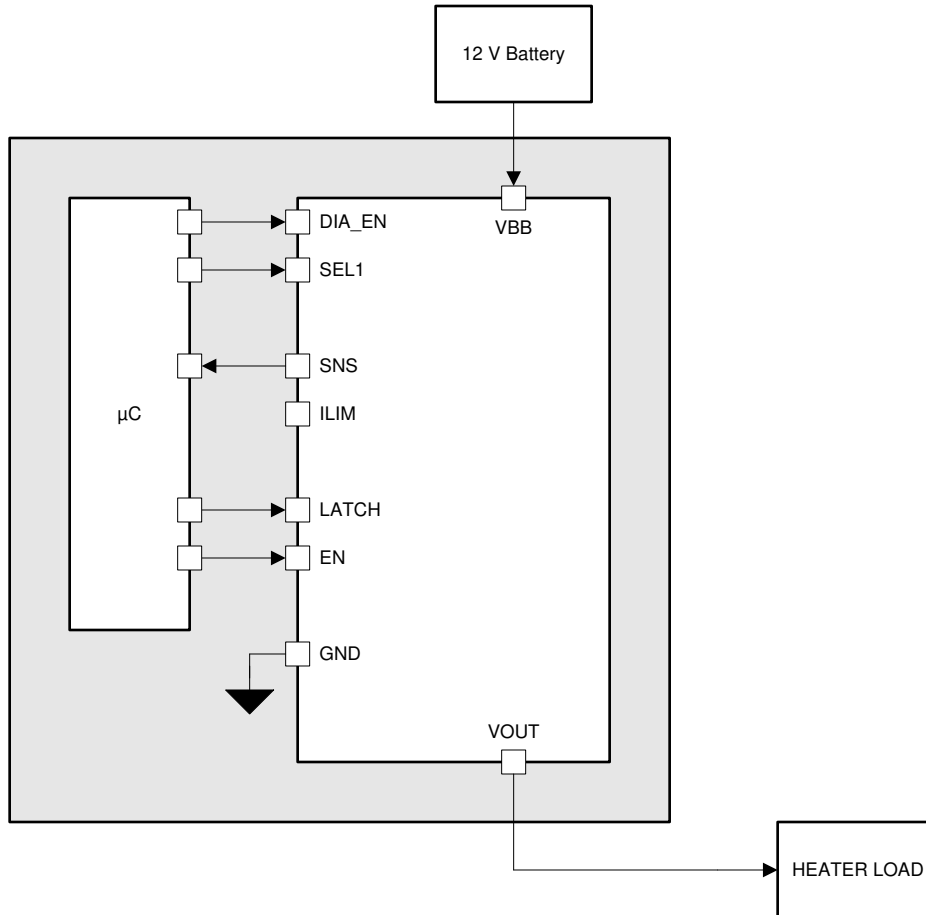 12 V Battery
DIA_EN
VBB
SEL1
SNS
µC
ILIM
LATCH
EN
GND
VOUT
HEATER LOAD